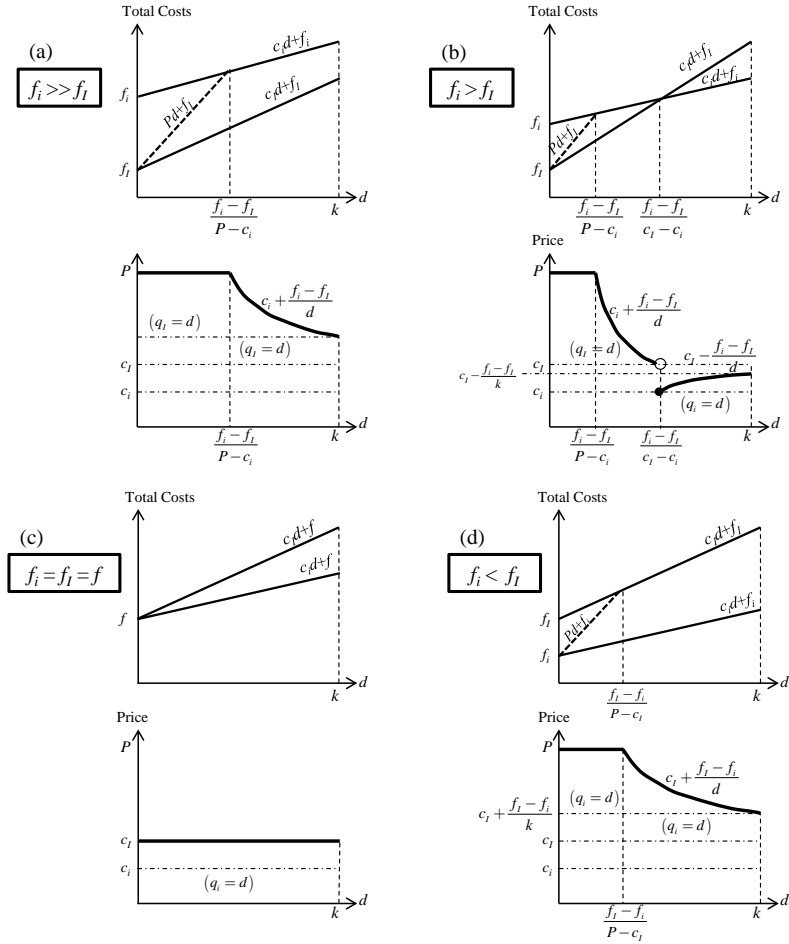 Total Costs
(a)
f_i >> f_I
c_i d+f_i
c_I d+f_I
Pd+f_I
f_i
f_I
k
d
(f_i − f_I)/(P − c_i)
P
c_i + (f_i − f_I)/d
(q_I = d)
(q_I = d)
c_I
c_i
k
d
(f_i − f_I)/(P − c_i)
Total Costs
(b)
f_i > f_I
c_I d+f_I
c_i d+f_i
Pd+f_I
f_i
f_I
k
d
(f_i − f_I)/(P − c_i)
(f_i − f_I)/(c_I − c_i)
Price
P
c_i + (f_i − f_I)/d
(q_I = d)
c_I − (f_i − f_I)/d
c_I
c_I − (f_i − f_I)/k
c_i
(q_i = d)
k
d
(f_i − f_I)/(P − c_i)
(f_i − f_I)/(c_I − c_i)
Total Costs
(c)
f_i = f_I = f
c_I d+f
c_i d+f
f
k
d
Price
P
c_I
c_i
(q_i = d)
k
d
Total Costs
(d)
f_i < f_I
c_I d+f_I
c_i d+f_i
Pd+f_i
f_I
f_i
k
d
(f_I − f_i)/(P − c_I)
Price
P
c_I + (f_I − f_i)/d
(q_i = d)
c_I + (f_I − f_i)/k
(q_i = d)
c_I
c_i
k
d
(f_I − f_i)/(P − c_I)